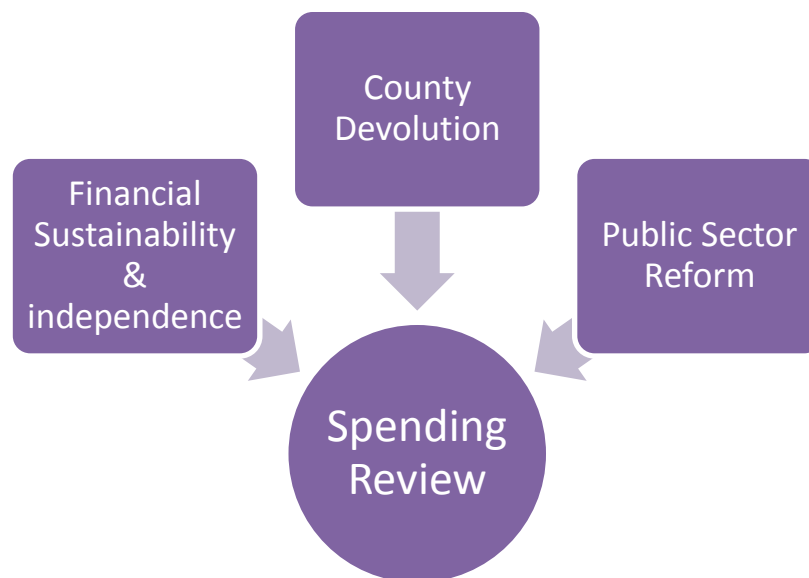 County
Devolution
Financial
Sustainability
&
independence
Public Sector
Reform
Spending
Review